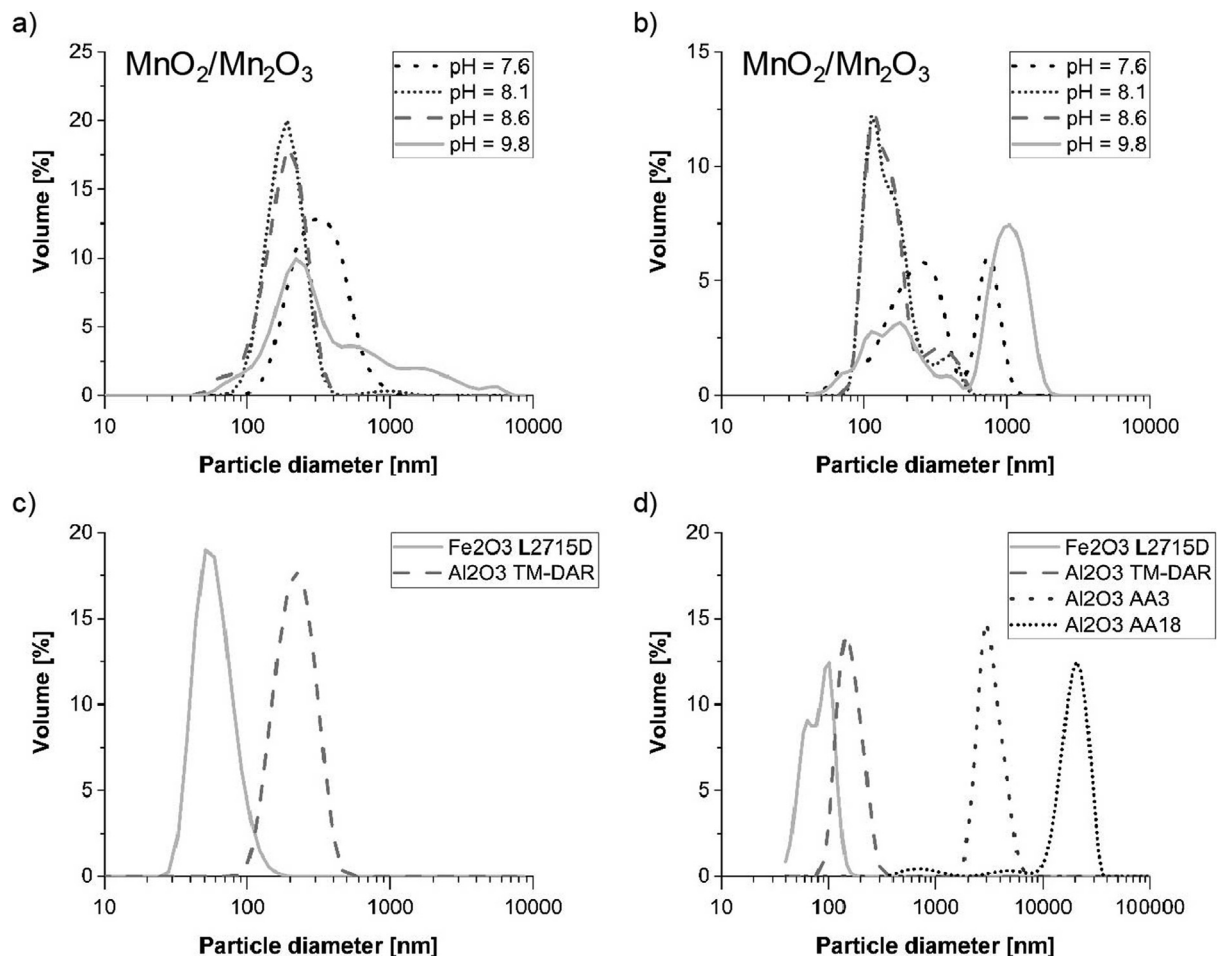 a)
MnO2/Mn2O3
pH = 7.6
pH = 8.1
pH = 8.6
pH = 9.8
25
20
15
10
5
0
Volume [%]
10
100
1000
10000
Particle diameter [nm]
b)
MnO2/Mn2O3
pH = 7.6
pH = 8.1
pH = 8.6
pH = 9.8
15
10
5
0
Volume [%]
10
100
1000
10000
Particle diameter [nm]
c)
Fe2O3 L2715D
Al2O3 TM-DAR
20
15
10
5
0
Volume [%]
10
100
1000
10000
Particle diameter [nm]
d)
Fe2O3 L2715D
Al2O3 TM-DAR
Al2O3 AA3
Al2O3 AA18
20
15
10
5
0
Volume [%]
10
100
1000
10000
100000
Particle diameter [nm]